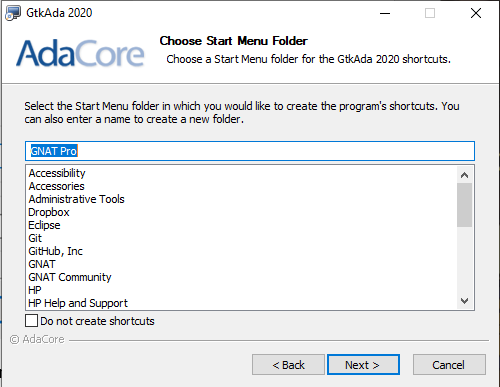 GtkAda 2020
AdaCore
Choose Start Menu Folder
Choose a Start Menu folder for the GtkAda 2020 shortcuts.
Select the Start Menu folder in which you would like to create the program's shortcuts. You
can also enter a name to create a new folder.
GNAT Pro
Accessibility
Accessories
Administrative Tools
Dropbox
Eclipse
Git
GitHub, Inc
GNAT
GNAT Community
HP
HP Help and Support
Do not create shortcuts
© AdaCore
< Back
Next >
Cancel